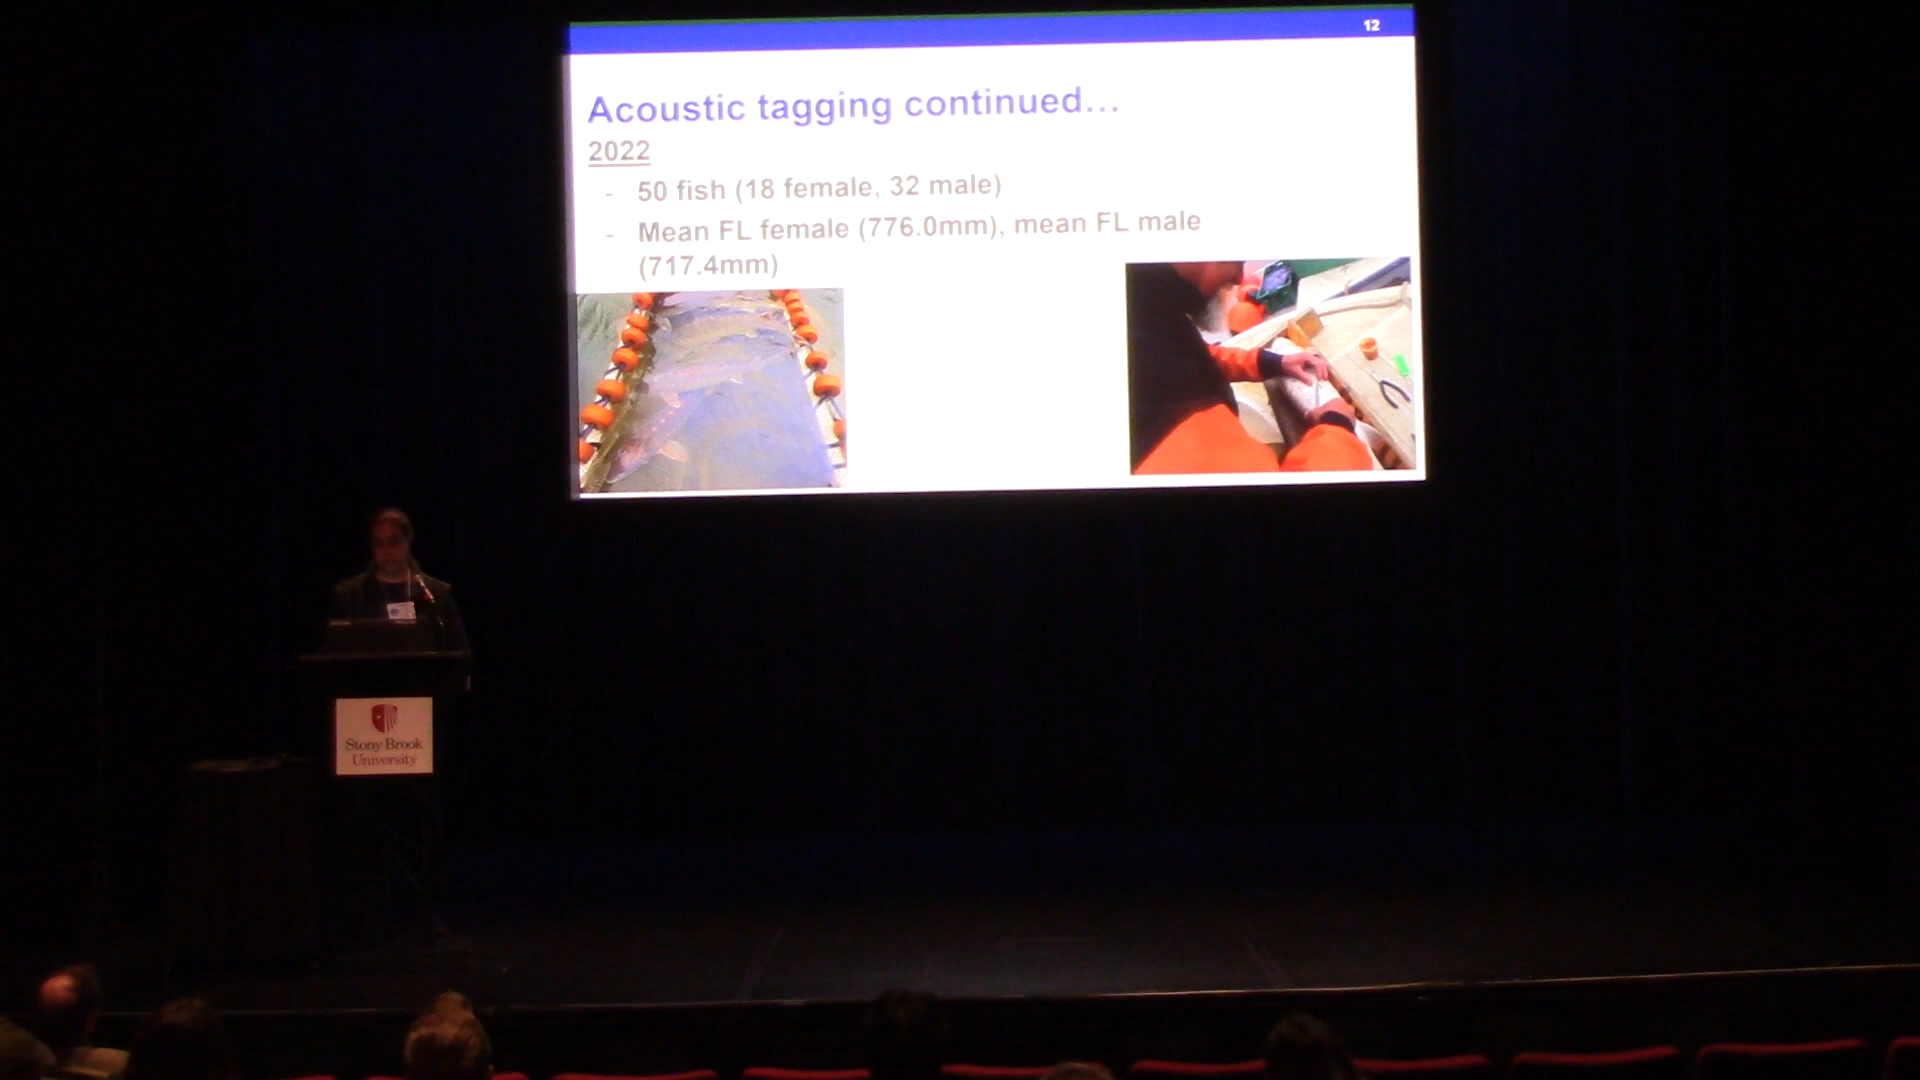 12
Acoustic tagging continued...
2022
- 50 fish (18 female, 32 male)
- Mean FL female (776.0mm), mean FL male
(717.4mm)
Stony Brook
University